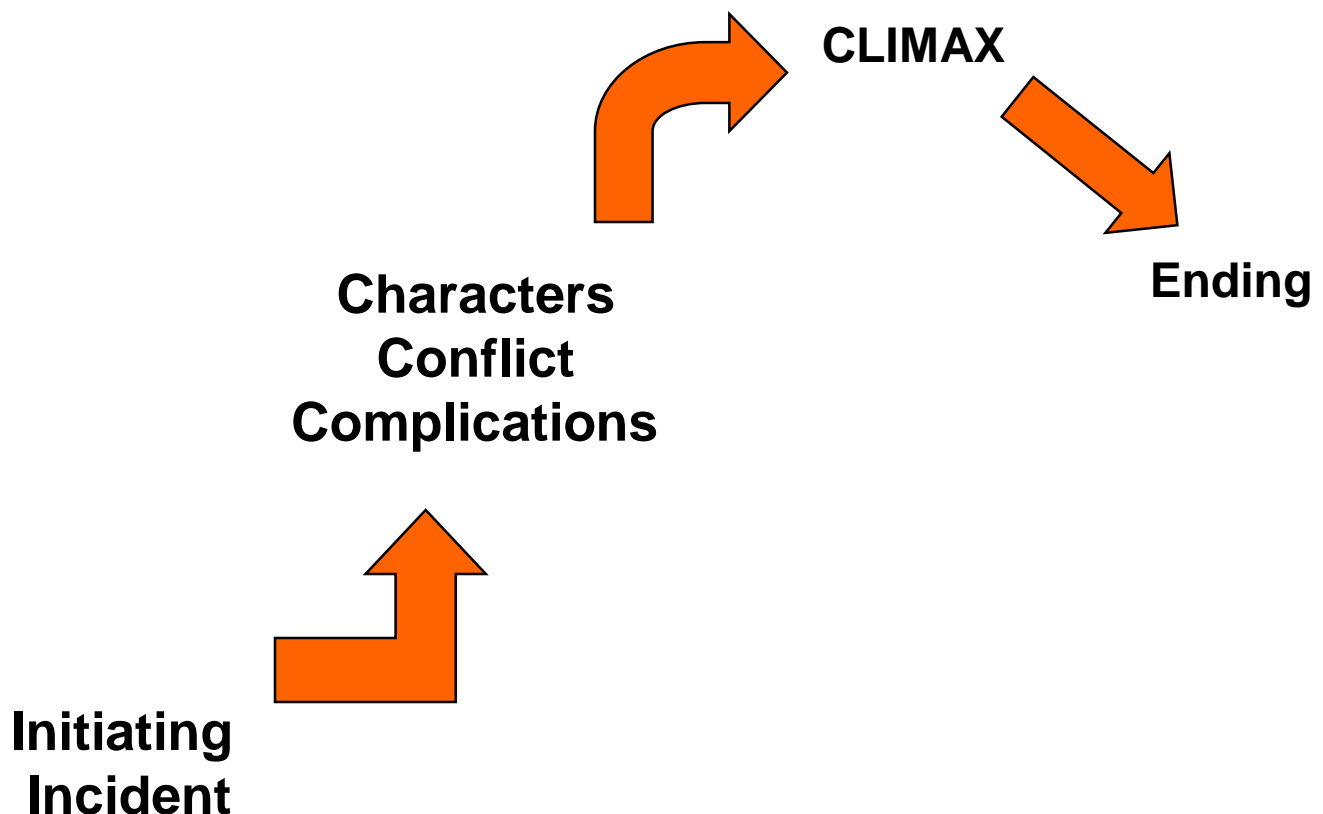 CLIMAX
Ending
Characters
Conflict
Complications
Initiating
Incident